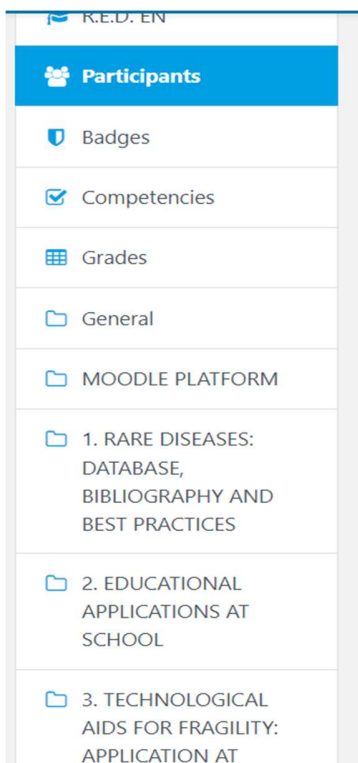 R.E.D. EN
Participants
Badges
Competencies
Grades
General
MOODLE PLATFORM
1. RARE DISEASES:
DATABASE,
BIBLIOGRAPHY AND
BEST PRACTICES
2. EDUCATIONAL
APPLICATIONS AT
SCHOOL
3. TECHNOLOGICAL
AIDS FOR FRAGILITY:
APPLICATION AT